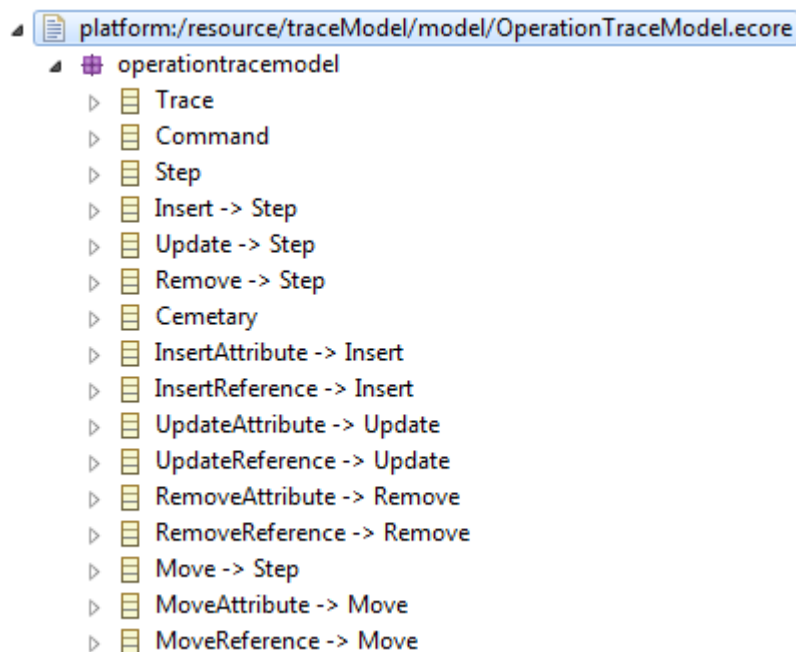 platform:/resource/traceModel/model/OperationTraceModel.ecore
operationtracemodel
Trace
Command
Step
Insert -> Step
Update -> Step
Remove -> Step
Cemetary
InsertAttribute -> Insert
InsertReference -> Insert
UpdateAttribute -> Update
UpdateReference -> Update
RemoveAttribute -> Remove
RemoveReference -> Remove
Move -> Step
MoveAttribute -> Move
MoveReference -> Move